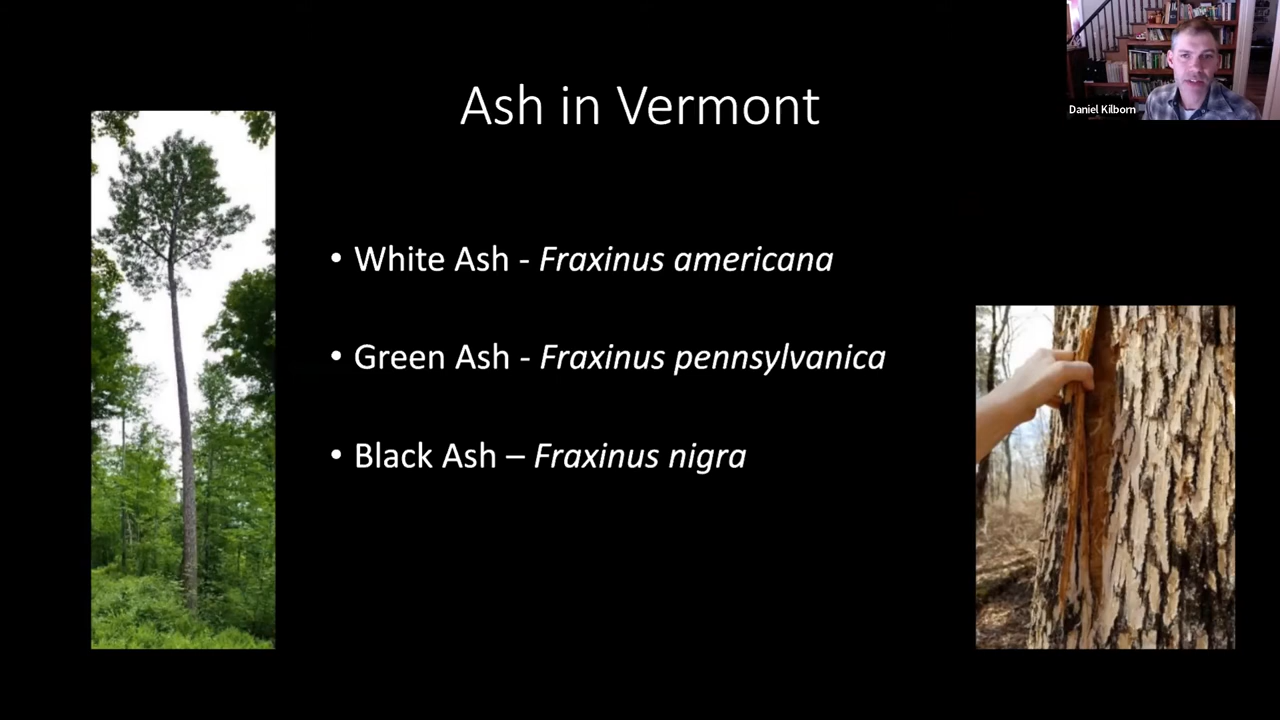 Ash in Vermont
Daniel Kilborn
• White Ash - Fraxinus americana
• Green Ash - Fraxinus pennsylvanica
• Black Ash – Fraxinus nigra